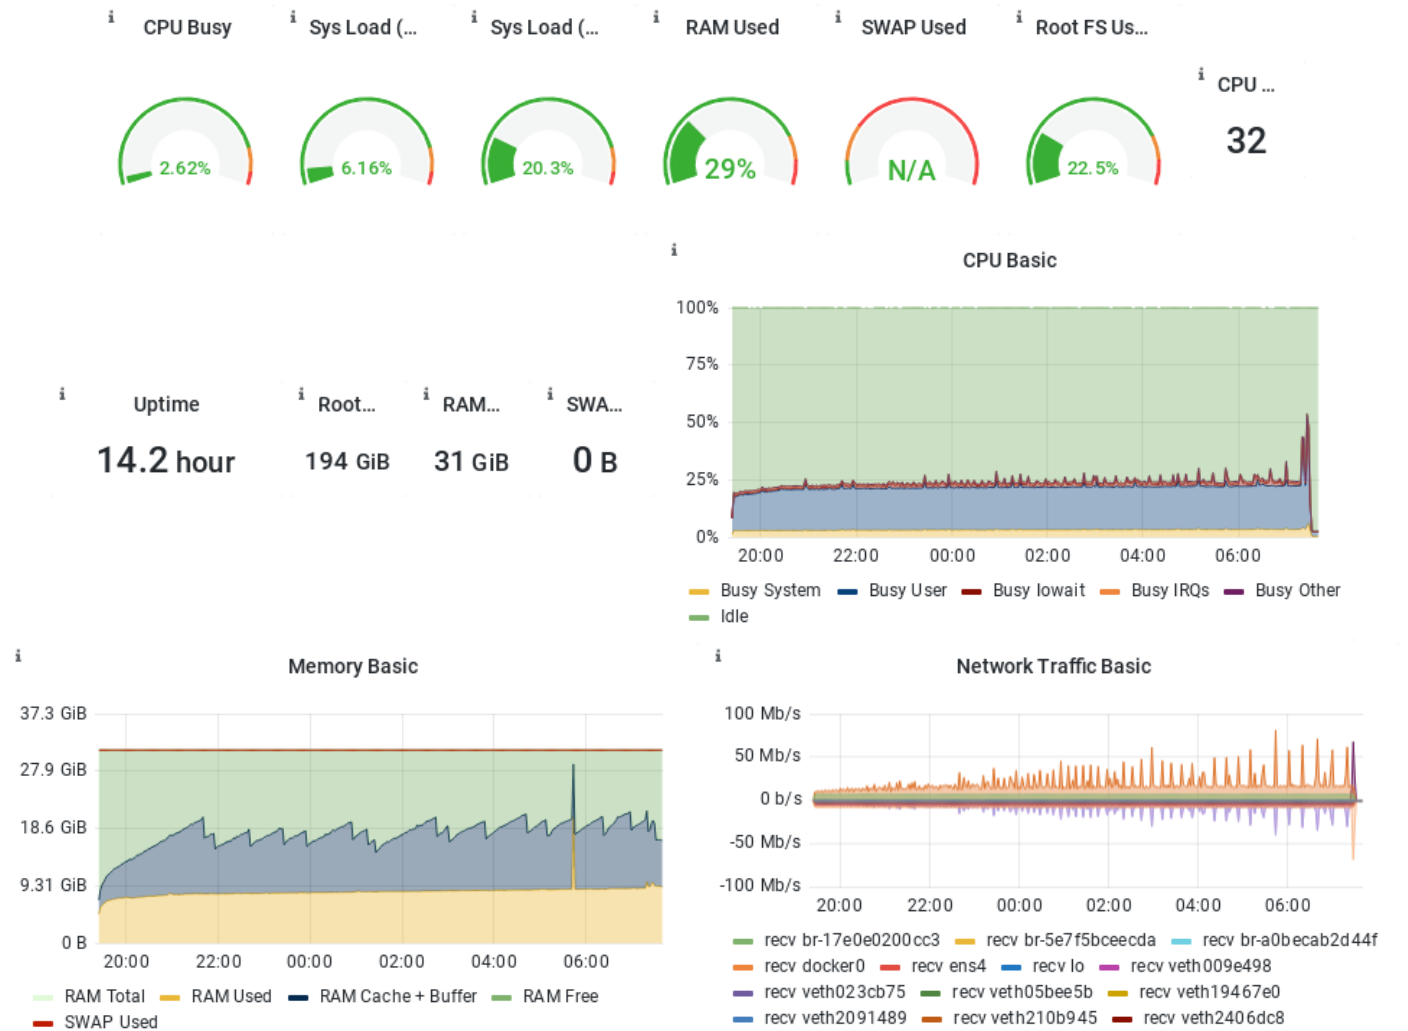 CPU Busy
Sys Load (...
Sys Load (...
RAM Used
SWAP Used
Root FS Us...
CPU ...
2.62%
6.16%
20.3%
29%
N/A
22.5%
32
Uptime
Root...
RAM...
SWA...
14.2 hour
194 GiB
31 GiB
0 B
CPU Basic
100%
75%
50%
25%
0%
20:00 22:00 00:00 02:00 04:00 06:00
Busy System Busy User Busy Iowait Busy IRQs Busy Other
Idle
Memory Basic
37.3 GiB
27.9 GiB
18.6 GiB
9.31 GiB
0 B
20:00 22:00 00:00 02:00 04:00 06:00
RAM Total RAM Used RAM Cache + Buffer RAM Free
SWAP Used
Network Traffic Basic
100 Mb/s
50 Mb/s
0 b/s
-50 Mb/s
-100 Mb/s
20:00 22:00 00:00 02:00 04:00 06:00
recv br-17e0e0200cc3 recv br-5e7f5bceecda recv br-a0becab2d44f
recv docker0 recv ens4 recv lo recv veth009e498
recv veth023cb75 recv veth05bee5b recv veth19467e0
recv veth2091489 recv veth210b945 recv veth2406dc8